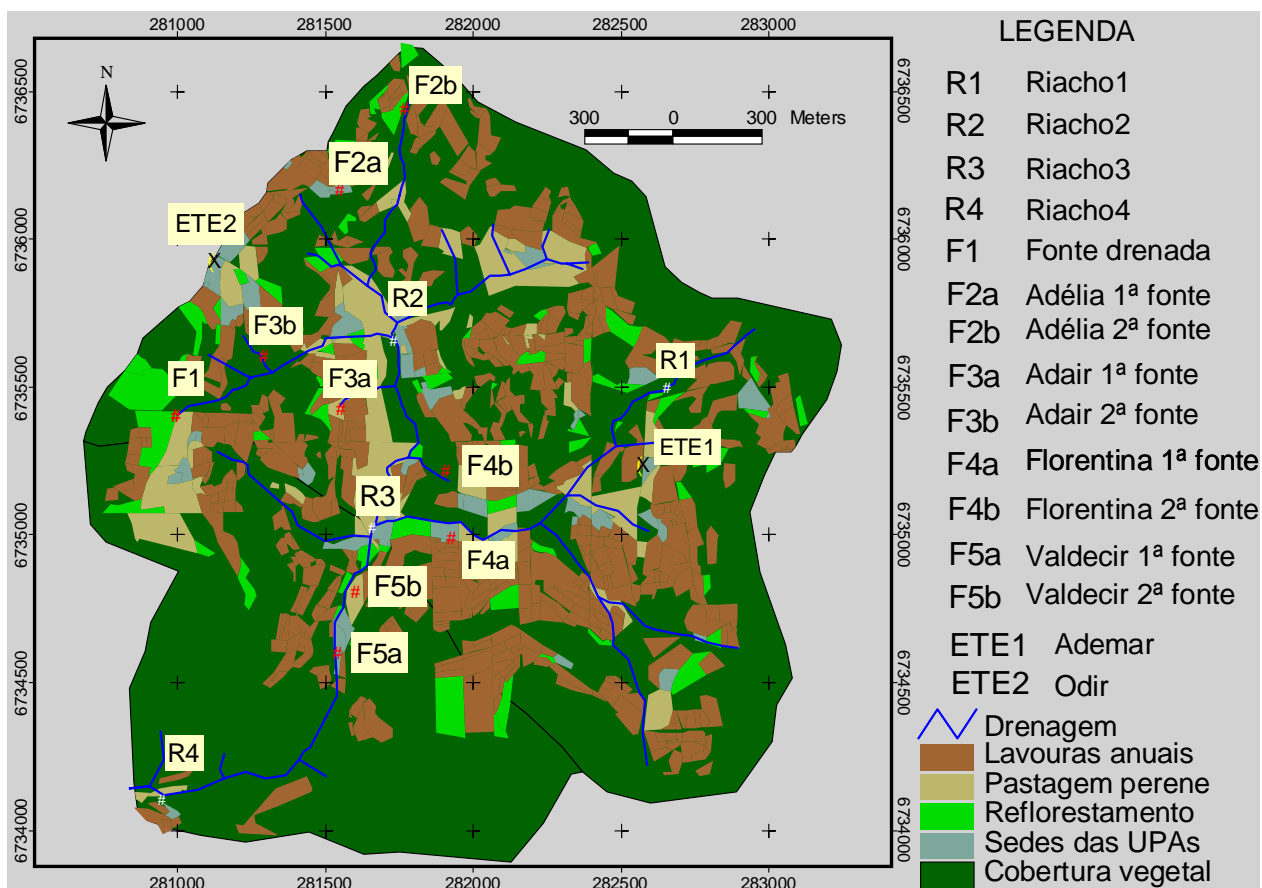 281000 281500 282000 282500 283000
LEGENDA
N
300 0 300 Meters
6736500
6736000
6735500
6735000
6734500
6734000
F2b
F2a
ETE2
R2
F3b
F1
F3a
R1
ETE1
F4b
R3
F4a
F5b
F5a
R4
X
X
#
#
#
#
#
#
#
#
#
#
#
#
#
6736500
6736000
6735500
6735000
6734500
6734000
281000 281500 282000 282500 283000
R1 Riacho1
R2 Riacho2
R3 Riacho3
R4 Riacho4
F1 Fonte drenada
F2a Adélia 1ª fonte
F2b Adélia 2ª fonte
F3a Adair 1ª fonte
F3b Adair 2ª fonte
F4a Florentina 1ª fonte
F4b Florentina 2ª fonte
F5a Valdecir 1ª fonte
F5b Valdecir 2ª fonte
ETE1 Ademar
ETE2 Odir
Drenagem
Lavouras anuais
Pastagem perene
Reflorestamento
Sedes das UPAs
Cobertura vegetal